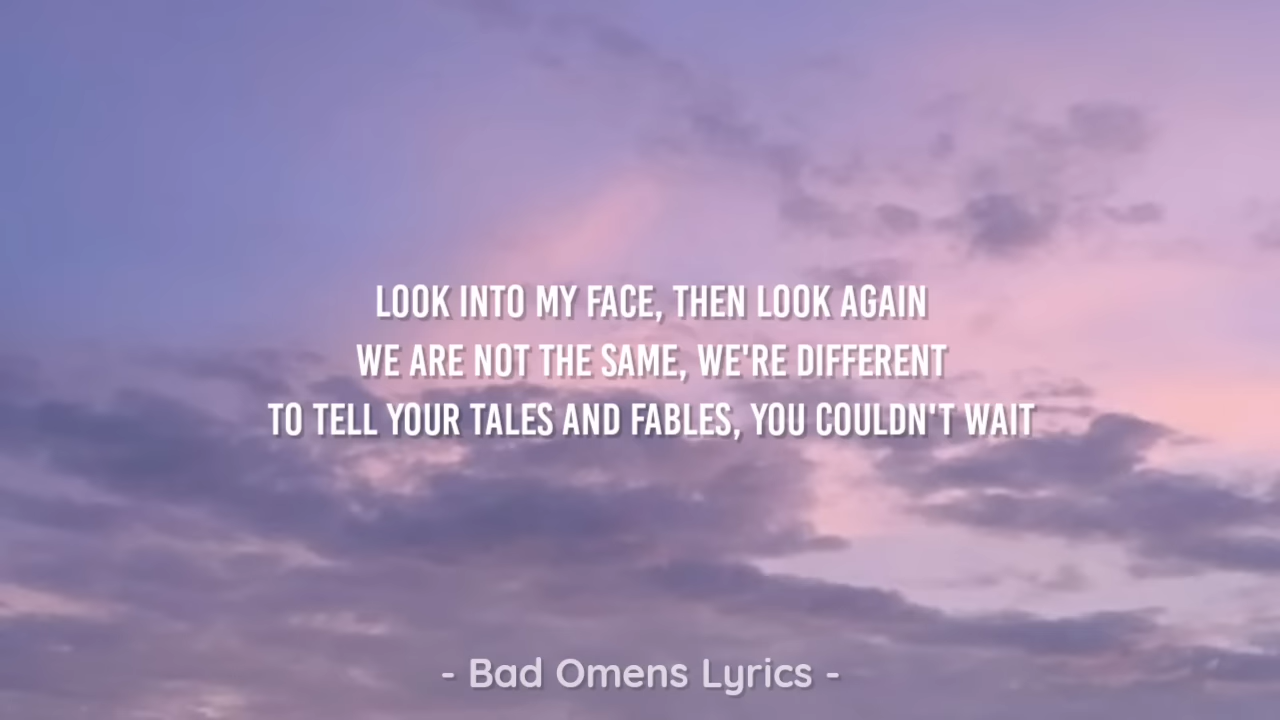 LOOK INTO MY FACE, THEN LOOK AGAIN
WE ARE NOT THE SAME, WE'RE DIFFERENT
TO TELL YOUR TALES AND FABLES, YOU COULDN'T WAIT
- Bad Omens Lyrics -